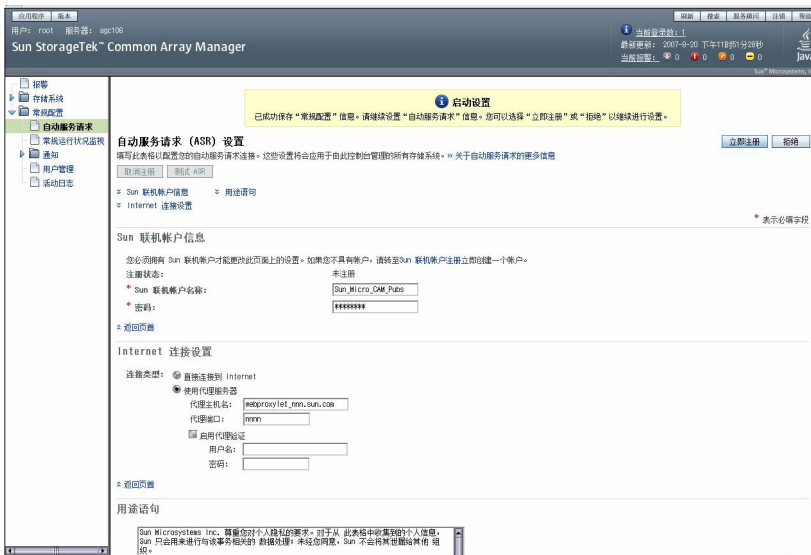 应用程序 版本
刷新 搜索 服务顾问 注销 帮助
用户: root 服务器: agc106
当前登录数: 1
Sun StorageTek™ Common Array Manager
最新更新: 2007-8-20 下午11时51分28秒
当前报警: 0 0 0 0
Java
Sun™ Microsystems, I
报警
存储系统
常规配置
自动服务请求
常规运行状况监视
通知
用户管理
活动日志
启动设置
已成功保存“常规配置”信息。请继续设置“自动服务请求”信息。您可以选择“立即注册”或“拒绝”以继续进行设置。
自动服务请求 (ASR) 设置
立即注册 拒绝
填写此表格以配置您的自动服务请求连接。这些设置将会应用于由此控制台管理的所有存储系统。» 关于自动服务请求的更多信息
取消注册 测试 ASR
Sun 联机帐户信息 用途语句
Internet 连接设置
* 表示必填字段
Sun 联机帐户信息
您必须拥有 Sun 联机帐户才能更改此页面上的设置。如果您不具有帐户，请转至Sun 联机帐户注册立即创建一个帐户。
注册状态: 未注册
* Sun 联机帐户名称: Sun_Micro_CAM_Pubs
* 密码: ********
返回页首
Internet 连接设置
连接类型: 直接连接到 Internet
使用代理服务器
代理主机名: webproxylet_nnn.sun.com
代理端口: nnnn
启用代理验证
用户名:
密码:
返回页首
用途语句
Sun Microsystems Inc. 尊重您对个人隐私的要求。对于从 此表格中收集到的个人信息,
Sun 只会用来进行与该事务相关的 数据处理; 未经您同意, Sun 不会将其泄露给其他 组
织。